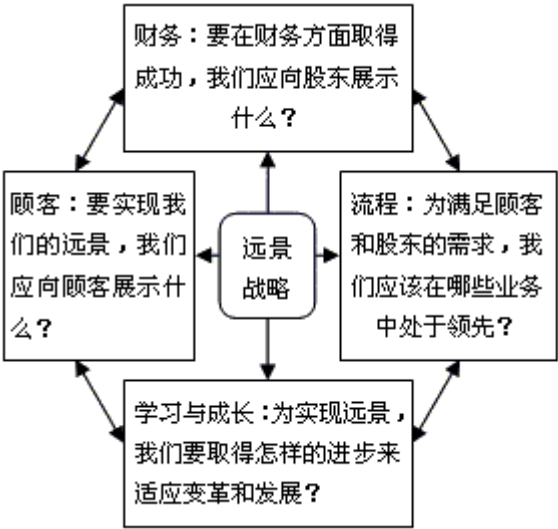 财务：要在财务方面取得
成功，我们应向股东展示
什么？
顾客：要实现我
们的远景，我们
应向顾客展示什
么？
远景
战略
流程：为满足顾客
和股东的需求，我
们应该在哪些业务
中处于领先？
学习与成长：为实现远景，
我们要取得怎样的进步来
适应变革和发展？